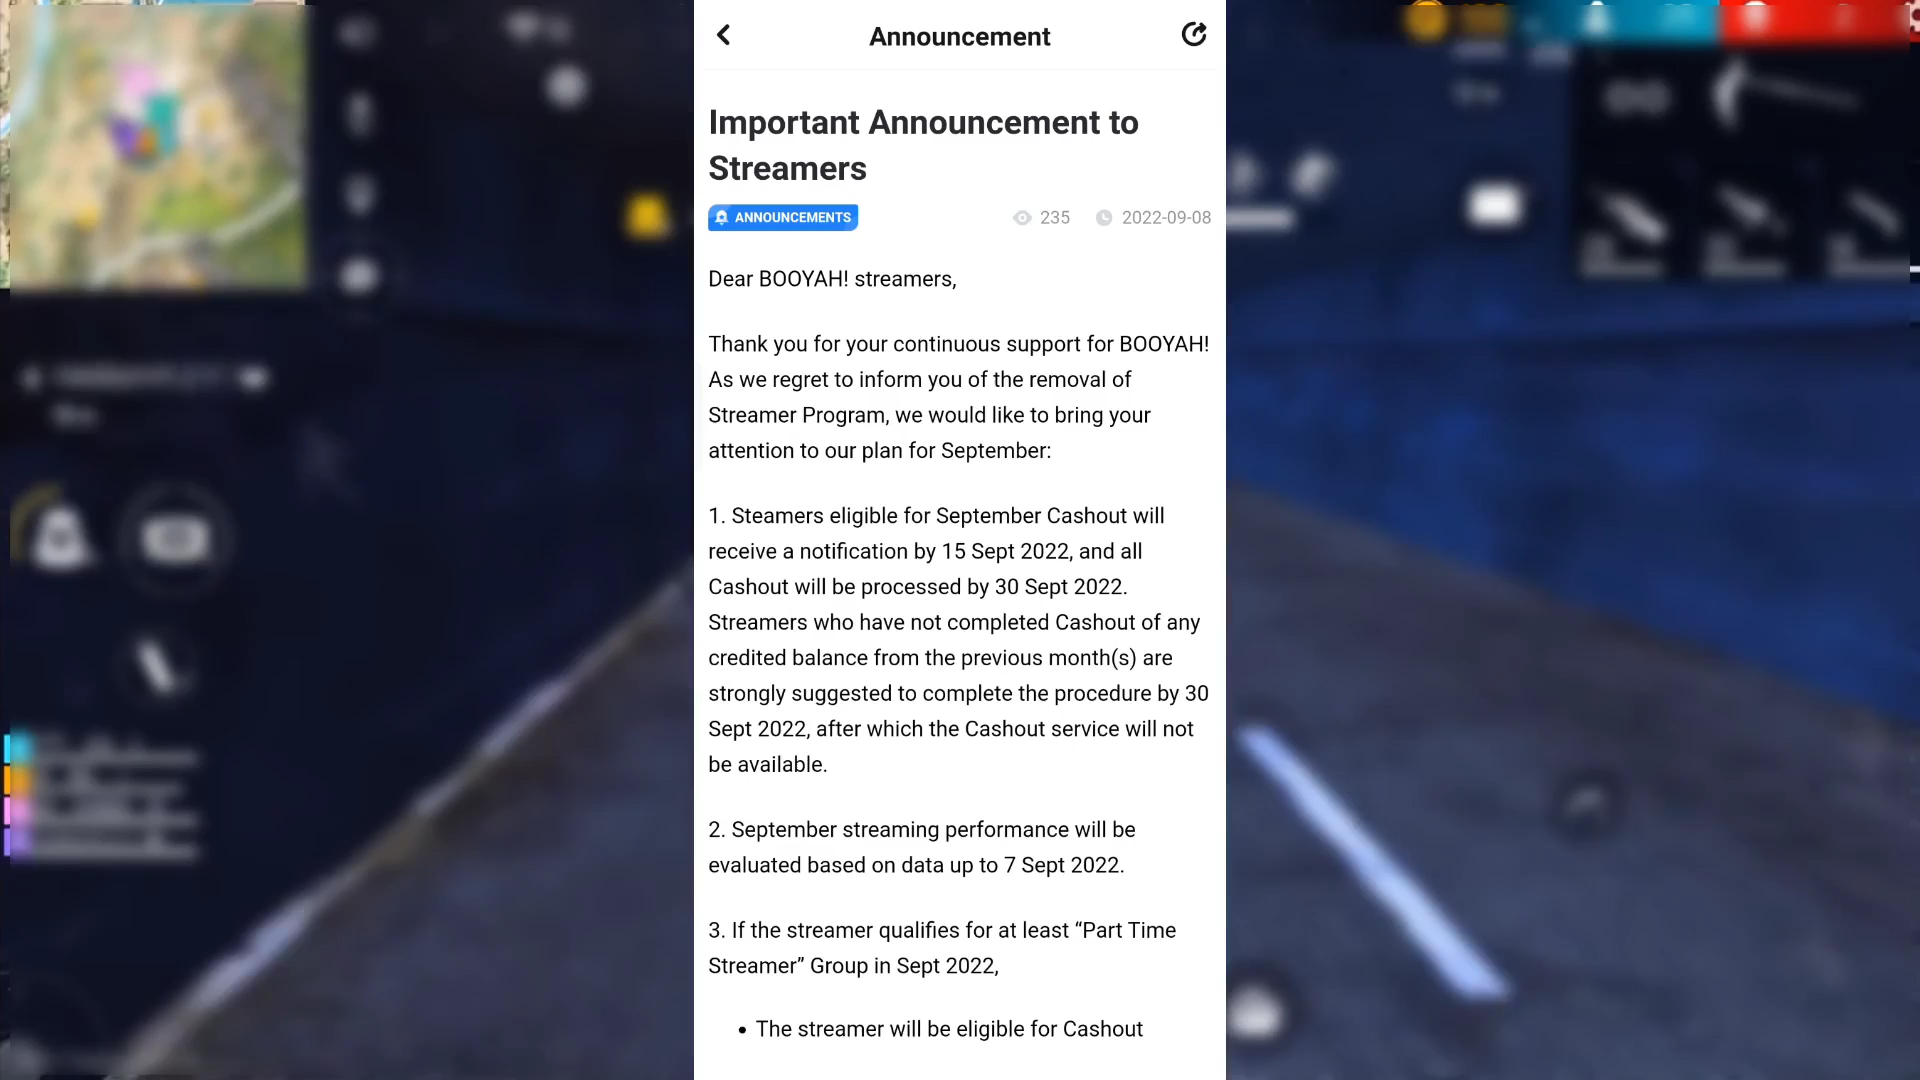 Announcement
Important Announcement to
Streamers
ANNOUNCEMENTS 235 2022-09-08
Dear BOOYAH! streamers,
Thank you for your continuous support for BOOYAH!
As we regret to inform you of the removal of
Streamer Program, we would like to bring your
attention to our plan for September:
1. Steamers eligible for September Cashout will
receive a notification by 15 Sept 2022, and all
Cashout will be processed by 30 Sept 2022.
Streamers who have not completed Cashout of any
credited balance from the previous month(s) are
strongly suggested to complete the procedure by 30
Sept 2022, after which the Cashout service will not
be available.
2. September streaming performance will be
evaluated based on data up to 7 Sept 2022.
3. If the streamer qualifies for at least “Part Time
Streamer” Group in Sept 2022,
• The streamer will be eligible for Cashout